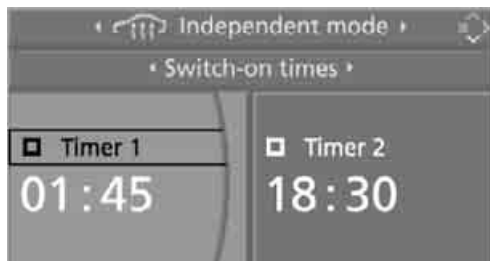 Independent mode
Switch-on times
Timer 1
Timer 2
01:45
18:30